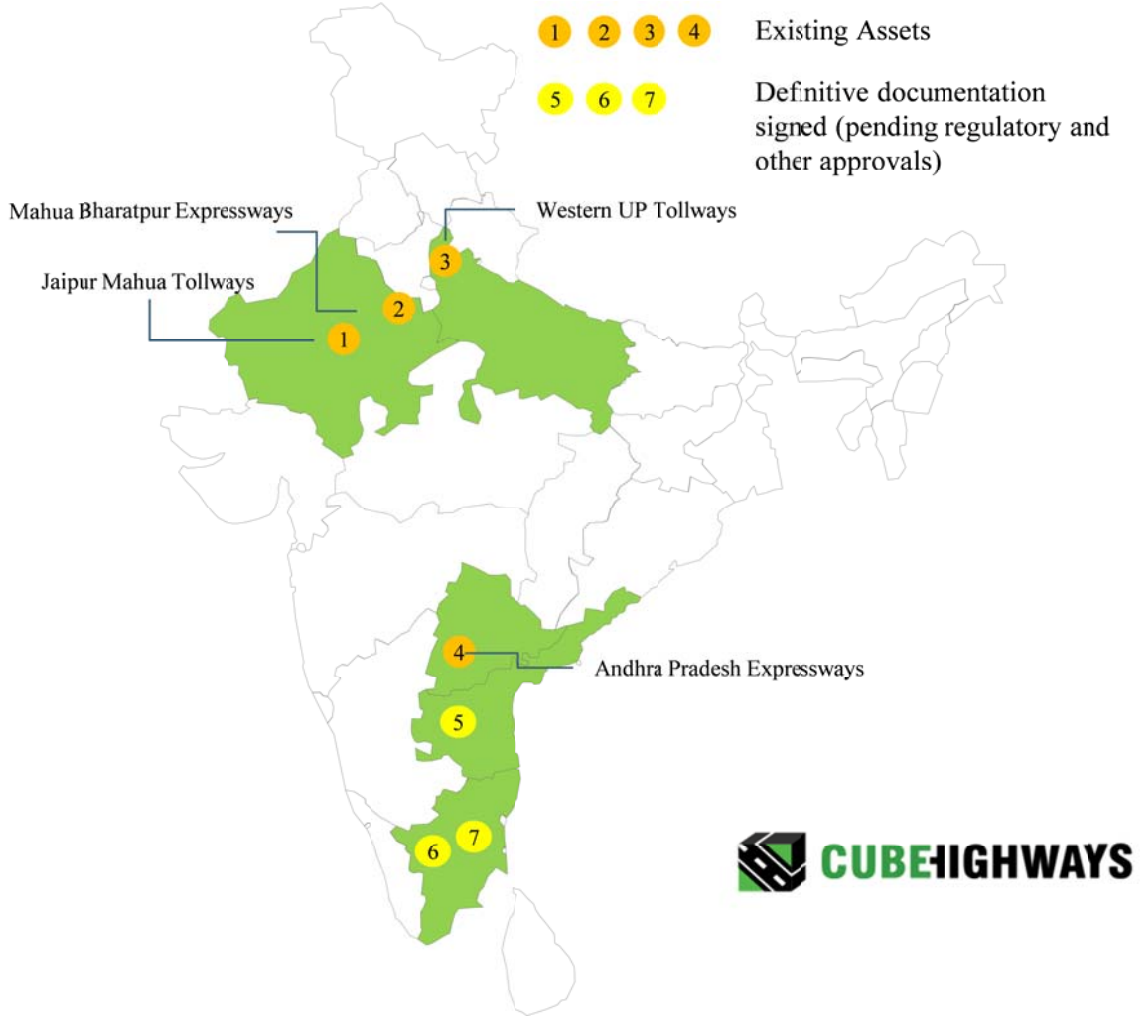 1 2 3 4 Existing Assets
5 6 7 Definitive documentation
signed (pending regulatory and
other approvals)
Mahua Bharatpur Expressways
Western UP Tollways
3
Jaipur Mahua Tollways
2
1
4
Andhra Pradesh Expressways
5
7
6
CUBEHIGHWAYS